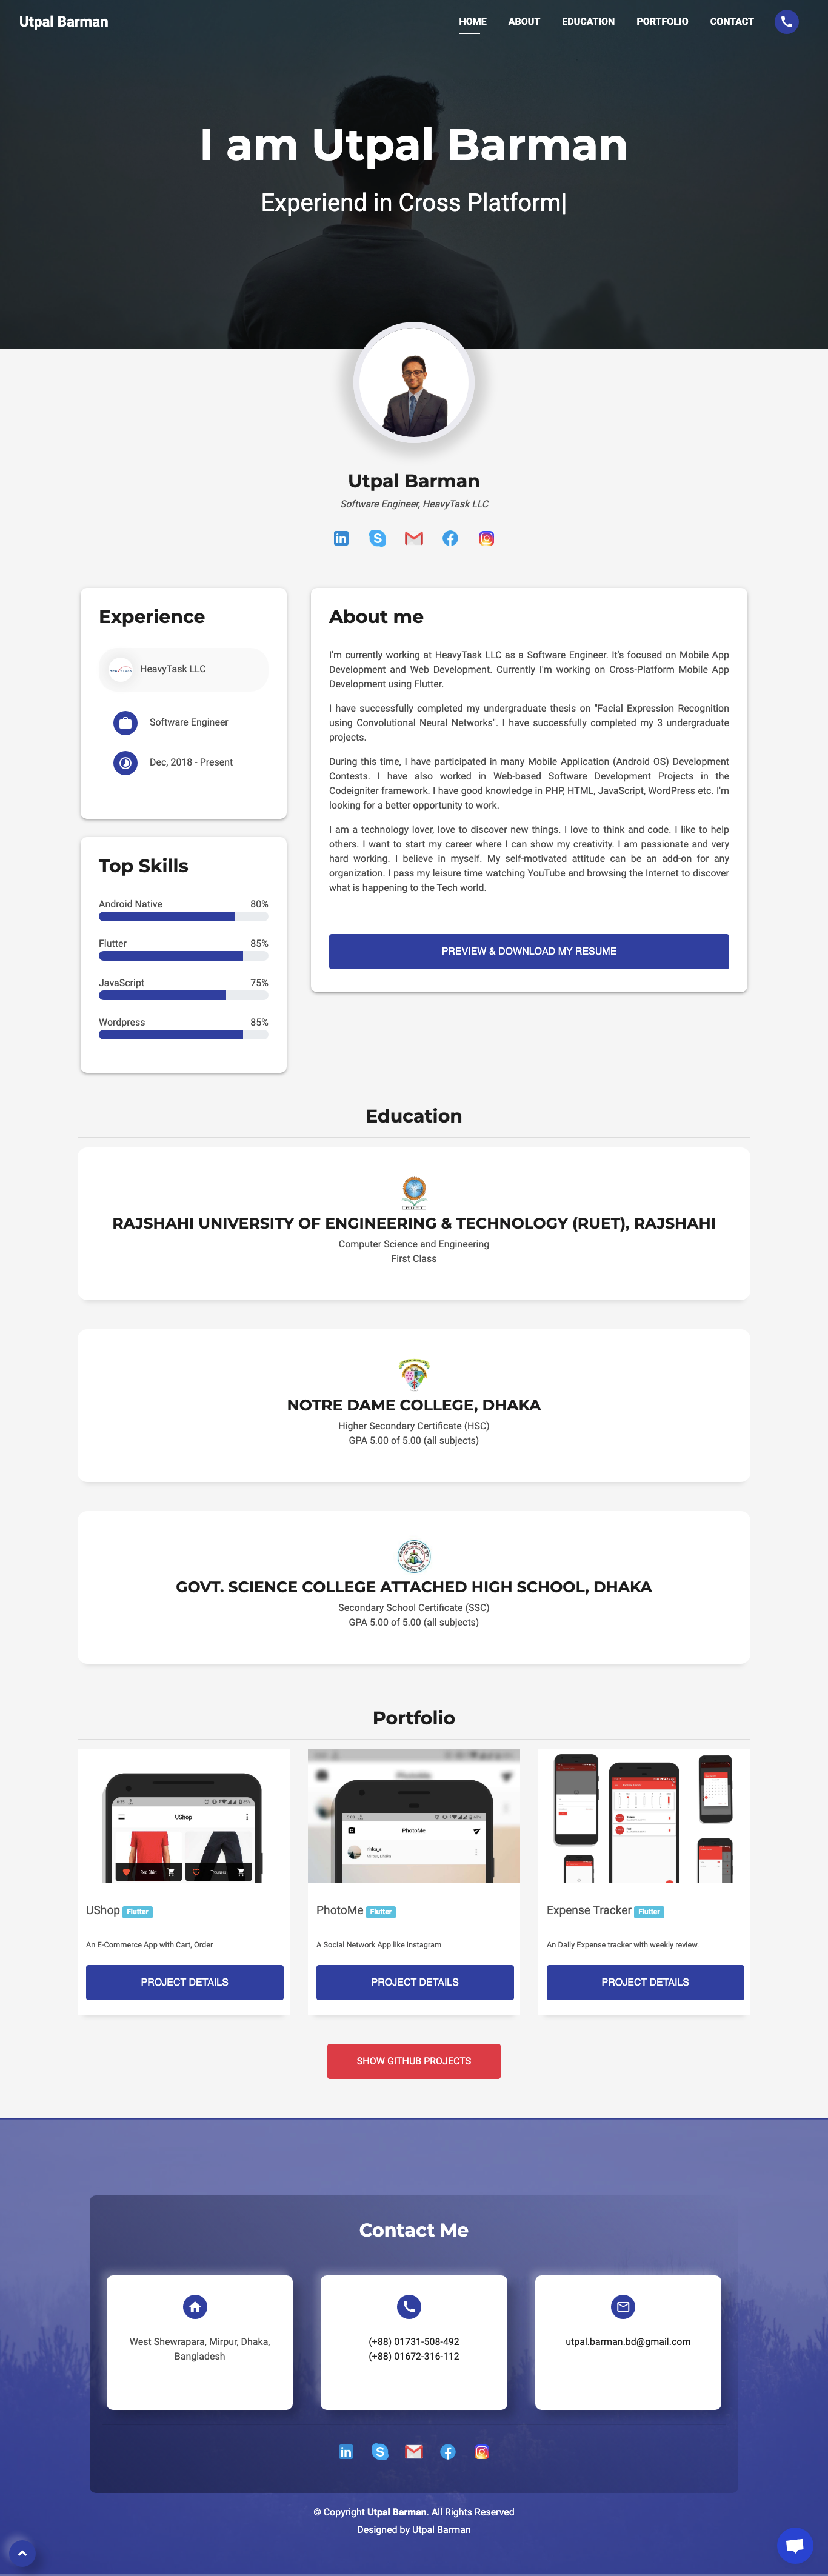 Utpal Barman
HOME ABOUT EDUCATION PORTFOLIO CONTACT
I am Utpal Barman
Experiend in Cross Platform|
Utpal Barman
Software Engineer, HeavyTask LLC
Experience
HeavyTask LLC
Software Engineer
Dec, 2018 - Present
Top Skills
Android Native 80%
Flutter 85%
JavaScript 75%
Wordpress 85%
About me
I'm currently working at HeavyTask LLC as a Software Engineer. It's focused on Mobile App
Development and Web Development. Currently I'm working on Cross-Platform Mobile App
Development using Flutter.
I have successfully completed my undergraduate thesis on "Facial Expression Recognition
using Convolutional Neural Networks". I have successfully completed my 3 undergraduate
projects.
During this time, I have participated in many Mobile Application (Android OS) Development
Contests. I have also worked in Web-based Software Development Projects in the
Codeigniter framework. I have good knowledge in PHP, HTML, JavaScript, WordPress etc. I'm
looking for a better opportunity to work.
I am a technology lover, love to discover new things. I love to think and code. I like to help
others. I want to start my career where I can show my creativity. I am passionate and very
hard working. I believe in myself. My self-motivated attitude can be an add-on for any
organization. I pass my leisure time watching YouTube and browsing the Internet to discover
what is happening to the Tech world.
PREVIEW & DOWNLOAD MY RESUME
Education
RAJSHAHI UNIVERSITY OF ENGINEERING & TECHNOLOGY (RUET), RAJSHAHI
Computer Science and Engineering
First Class
NOTRE DAME COLLEGE, DHAKA
Higher Secondary Certificate (HSC)
GPA 5.00 of 5.00 (all subjects)
GOVT. SCIENCE COLLEGE ATTACHED HIGH SCHOOL, DHAKA
Secondary School Certificate (SSC)
GPA 5.00 of 5.00 (all subjects)
Portfolio
UShop
Red Shirt
Trousers
PhotoMe
PhotoMe
UShop Flutter
An E-Commerce App with Cart, Order
PROJECT DETAILS
PhotoMe Flutter
A Social Network App like instagram
PROJECT DETAILS
Expense Tracker Flutter
An Daily Expense tracker with weekly review.
PROJECT DETAILS
SHOW GITHUB PROJECTS
Contact Me
West Shewrapara, Mirpur, Dhaka,
Bangladesh
(+88) 01731-508-492
(+88) 01672-316-112
utpal.barman.bd@gmail.com
© Copyright Utpal Barman. All Rights Reserved
Designed by Utpal Barman